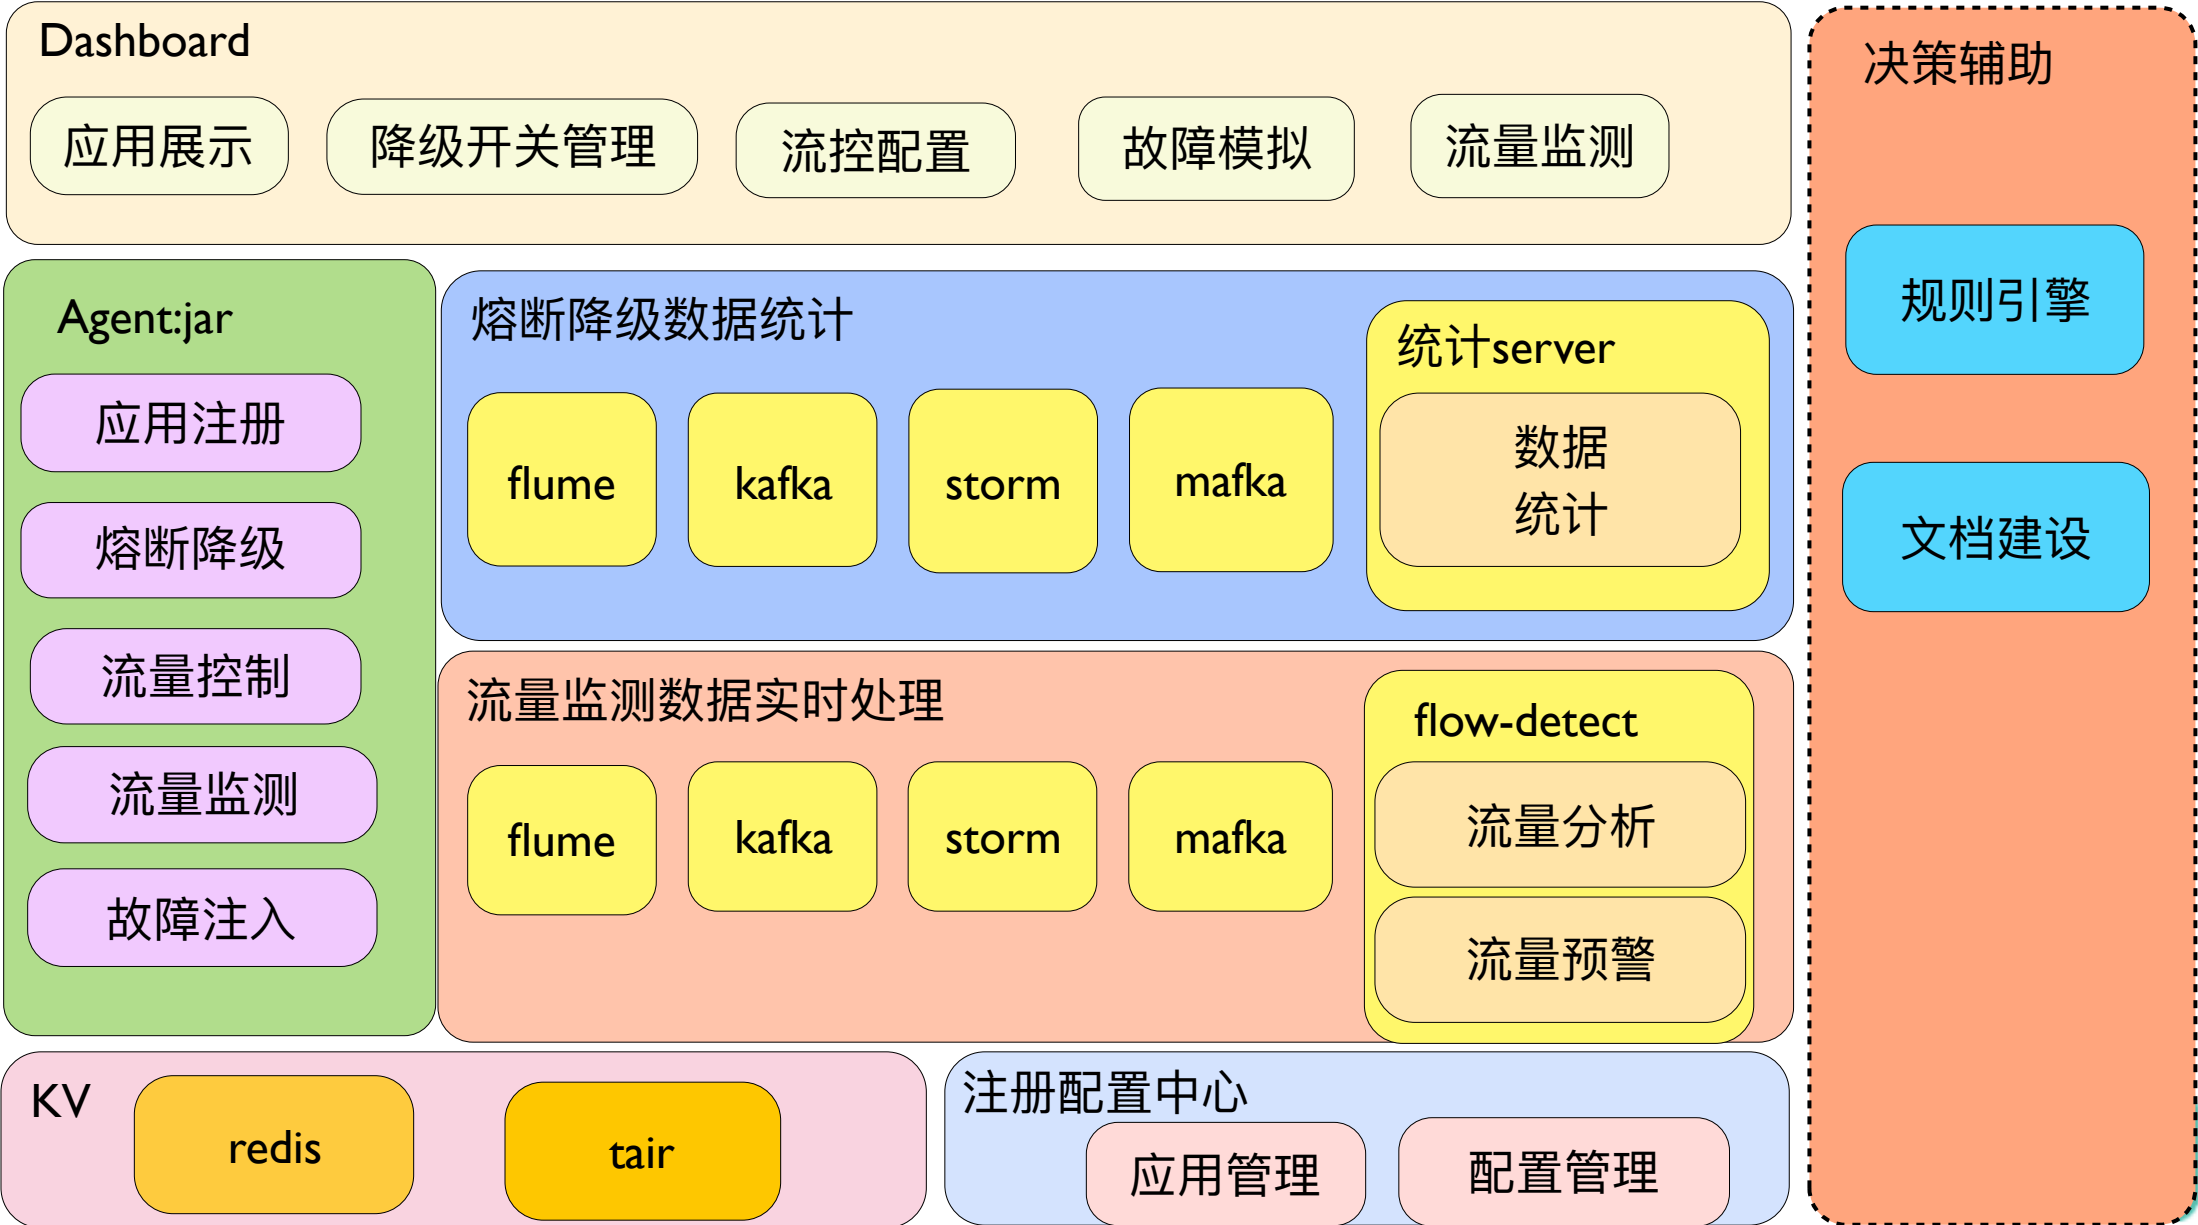 Dashboard
应用展示
降级开关管理
流控配置
故障模拟
流量监测
决策辅助
规则引擎
文档建设
Agent:jar
应用注册
熔断降级
流量控制
流量监测
故障注入
熔断降级数据统计
flume
kafka
storm
mafka
统计server
数据
统计
流量监测数据实时处理
flume
kafka
storm
mafka
flow-detect
流量分析
流量预警
KV
redis
tair
注册配置中心
应用管理
配置管理